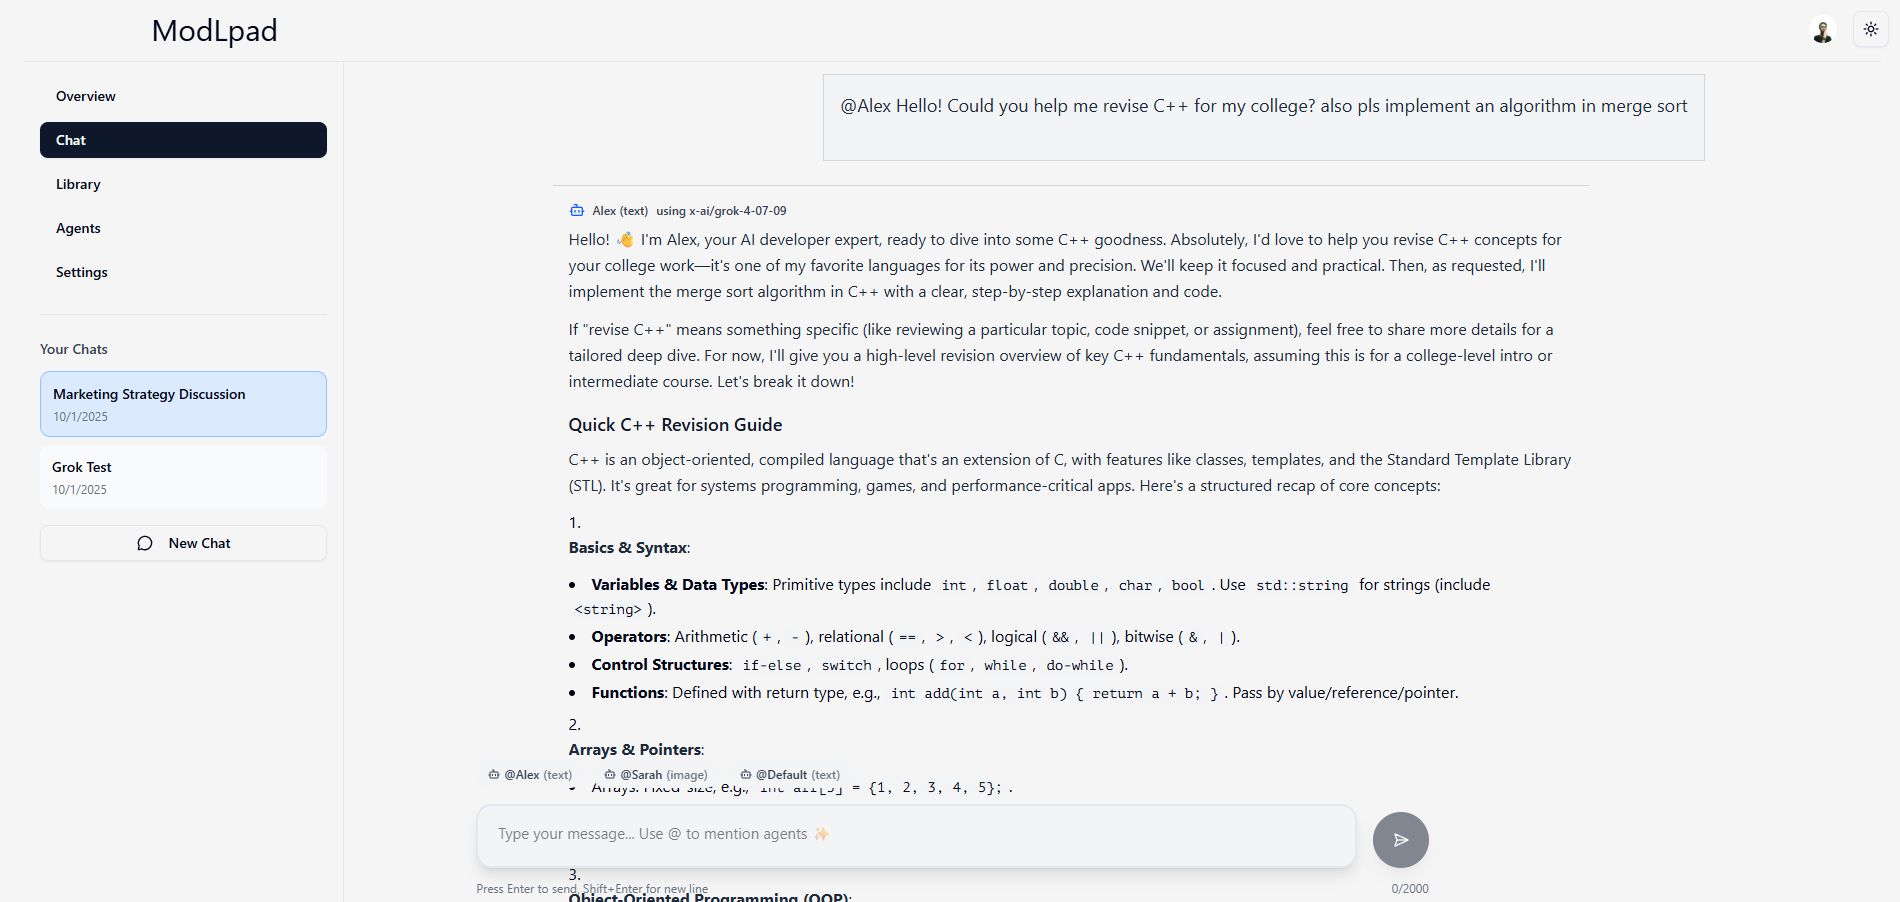 ModLpad
Overview
Chat
Library
Agents
Settings
Your Chats
Marketing Strategy Discussion
10/1/2025
Grok Test
10/1/2025
New Chat
@Alex Hello! Could you help me revise C++ for my college? also pls implement an algorithm in merge sort
Alex (text) using x-ai/grok-4-07-09
Hello! 👋 I'm Alex, your AI developer expert, ready to dive into some C++ goodness. Absolutely, I'd love to help you revise C++ concepts for
your college work—it's one of my favorite languages for its power and precision. We'll keep it focused and practical. Then, as requested, I'll
implement the merge sort algorithm in C++ with a clear, step-by-step explanation and code.
If "revise C++" means something specific (like reviewing a particular topic, code snippet, or assignment), feel free to share more details for a
tailored deep dive. For now, I'll give you a high-level revision overview of key C++ fundamentals, assuming this is for a college-level intro or
intermediate course. Let's break it down!
Quick C++ Revision Guide
C++ is an object-oriented, compiled language that's an extension of C, with features like classes, templates, and the Standard Template Library
(STL). It's great for systems programming, games, and performance-critical apps. Here's a structured recap of core concepts:
1.
Basics & Syntax:
• Variables & Data Types: Primitive types include int, float, double, char, bool. Use std::string for strings (include
<string>).
• Operators: Arithmetic (+, -), relational (==, >, <), logical (&&, ||), bitwise (&, |).
• Control Structures: if-else, switch, loops (for, while, do-while).
• Functions: Defined with return type, e.g., int add(int a, int b) { return a + b; }. Pass by value/reference/pointer.
2.
Arrays & Pointers:
@Alex (text) @Sarah (image) @Default (text)
• Arrays: Fixed size, e.g., int arr[5] = {1, 2, 3, 4, 5};.
Type your message... Use @ to mention agents ✨
3.
Press Enter to send, Shift+Enter for new line
0/2000
Object-Oriented Programming (OOP):